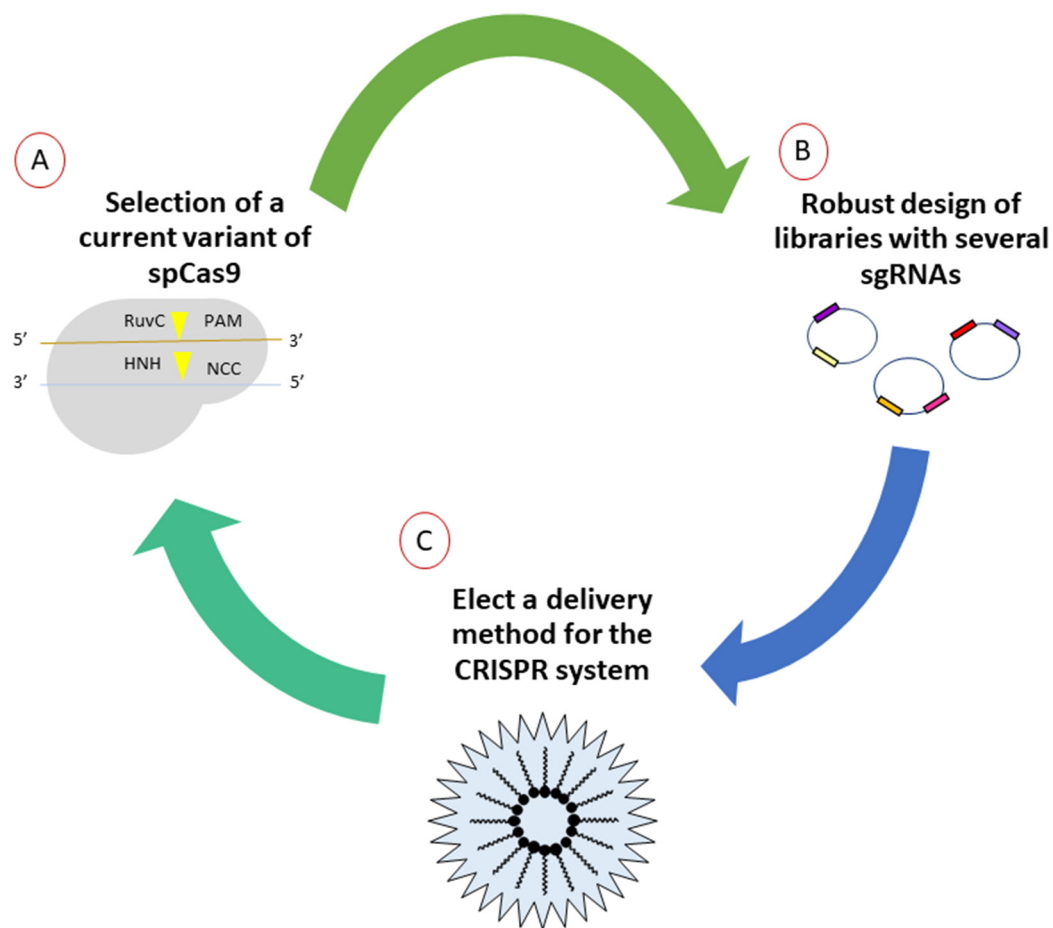 A
Selection of a
current variant of
spCas9
RuvC PAM
5’ 3’
HNH NCC
3’ 5’
B
Robust design of
libraries with several
sgRNAs
C
Elect a delivery
method for the
CRISPR system